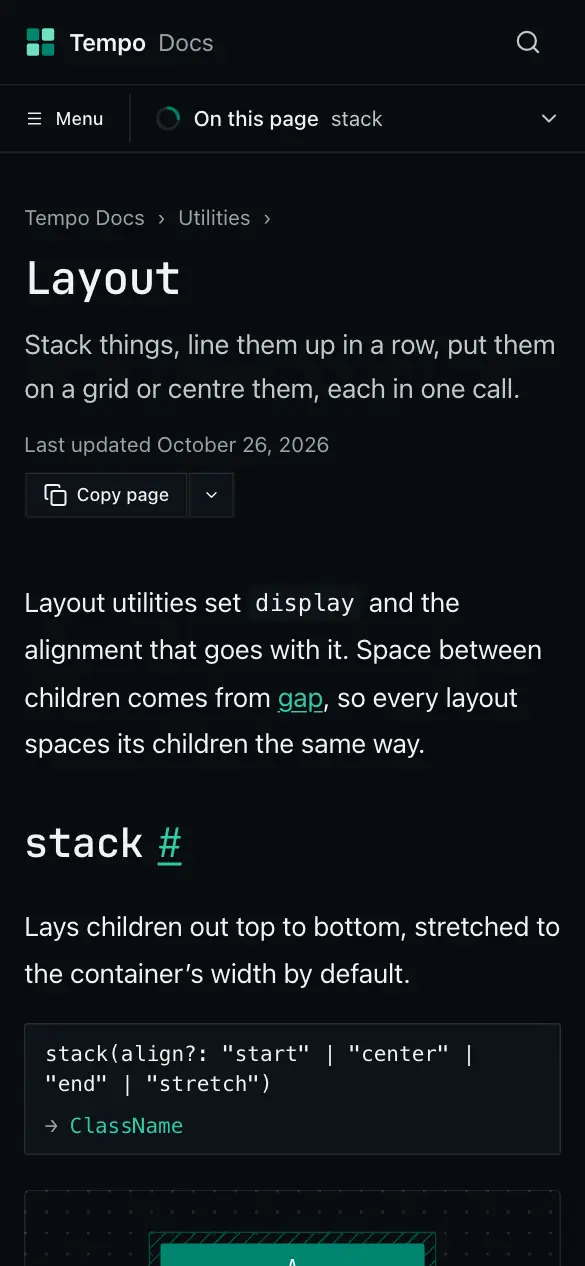 Tempo Docs
Menu
On this page stack
Tempo Docs › Utilities ›
Layout
Stack things, line them up in a row, put them
on a grid or centre them, each in one call.
Last updated October 26, 2026
Copy page
Layout utilities set display and the
alignment that goes with it. Space between
children comes from gap, so every layout
spaces its children the same way.
stack #
Lays children out top to bottom, stretched to
the container’s width by default.
stack(align?: "start" | "center" |
"end" | "stretch")
→ ClassName
A